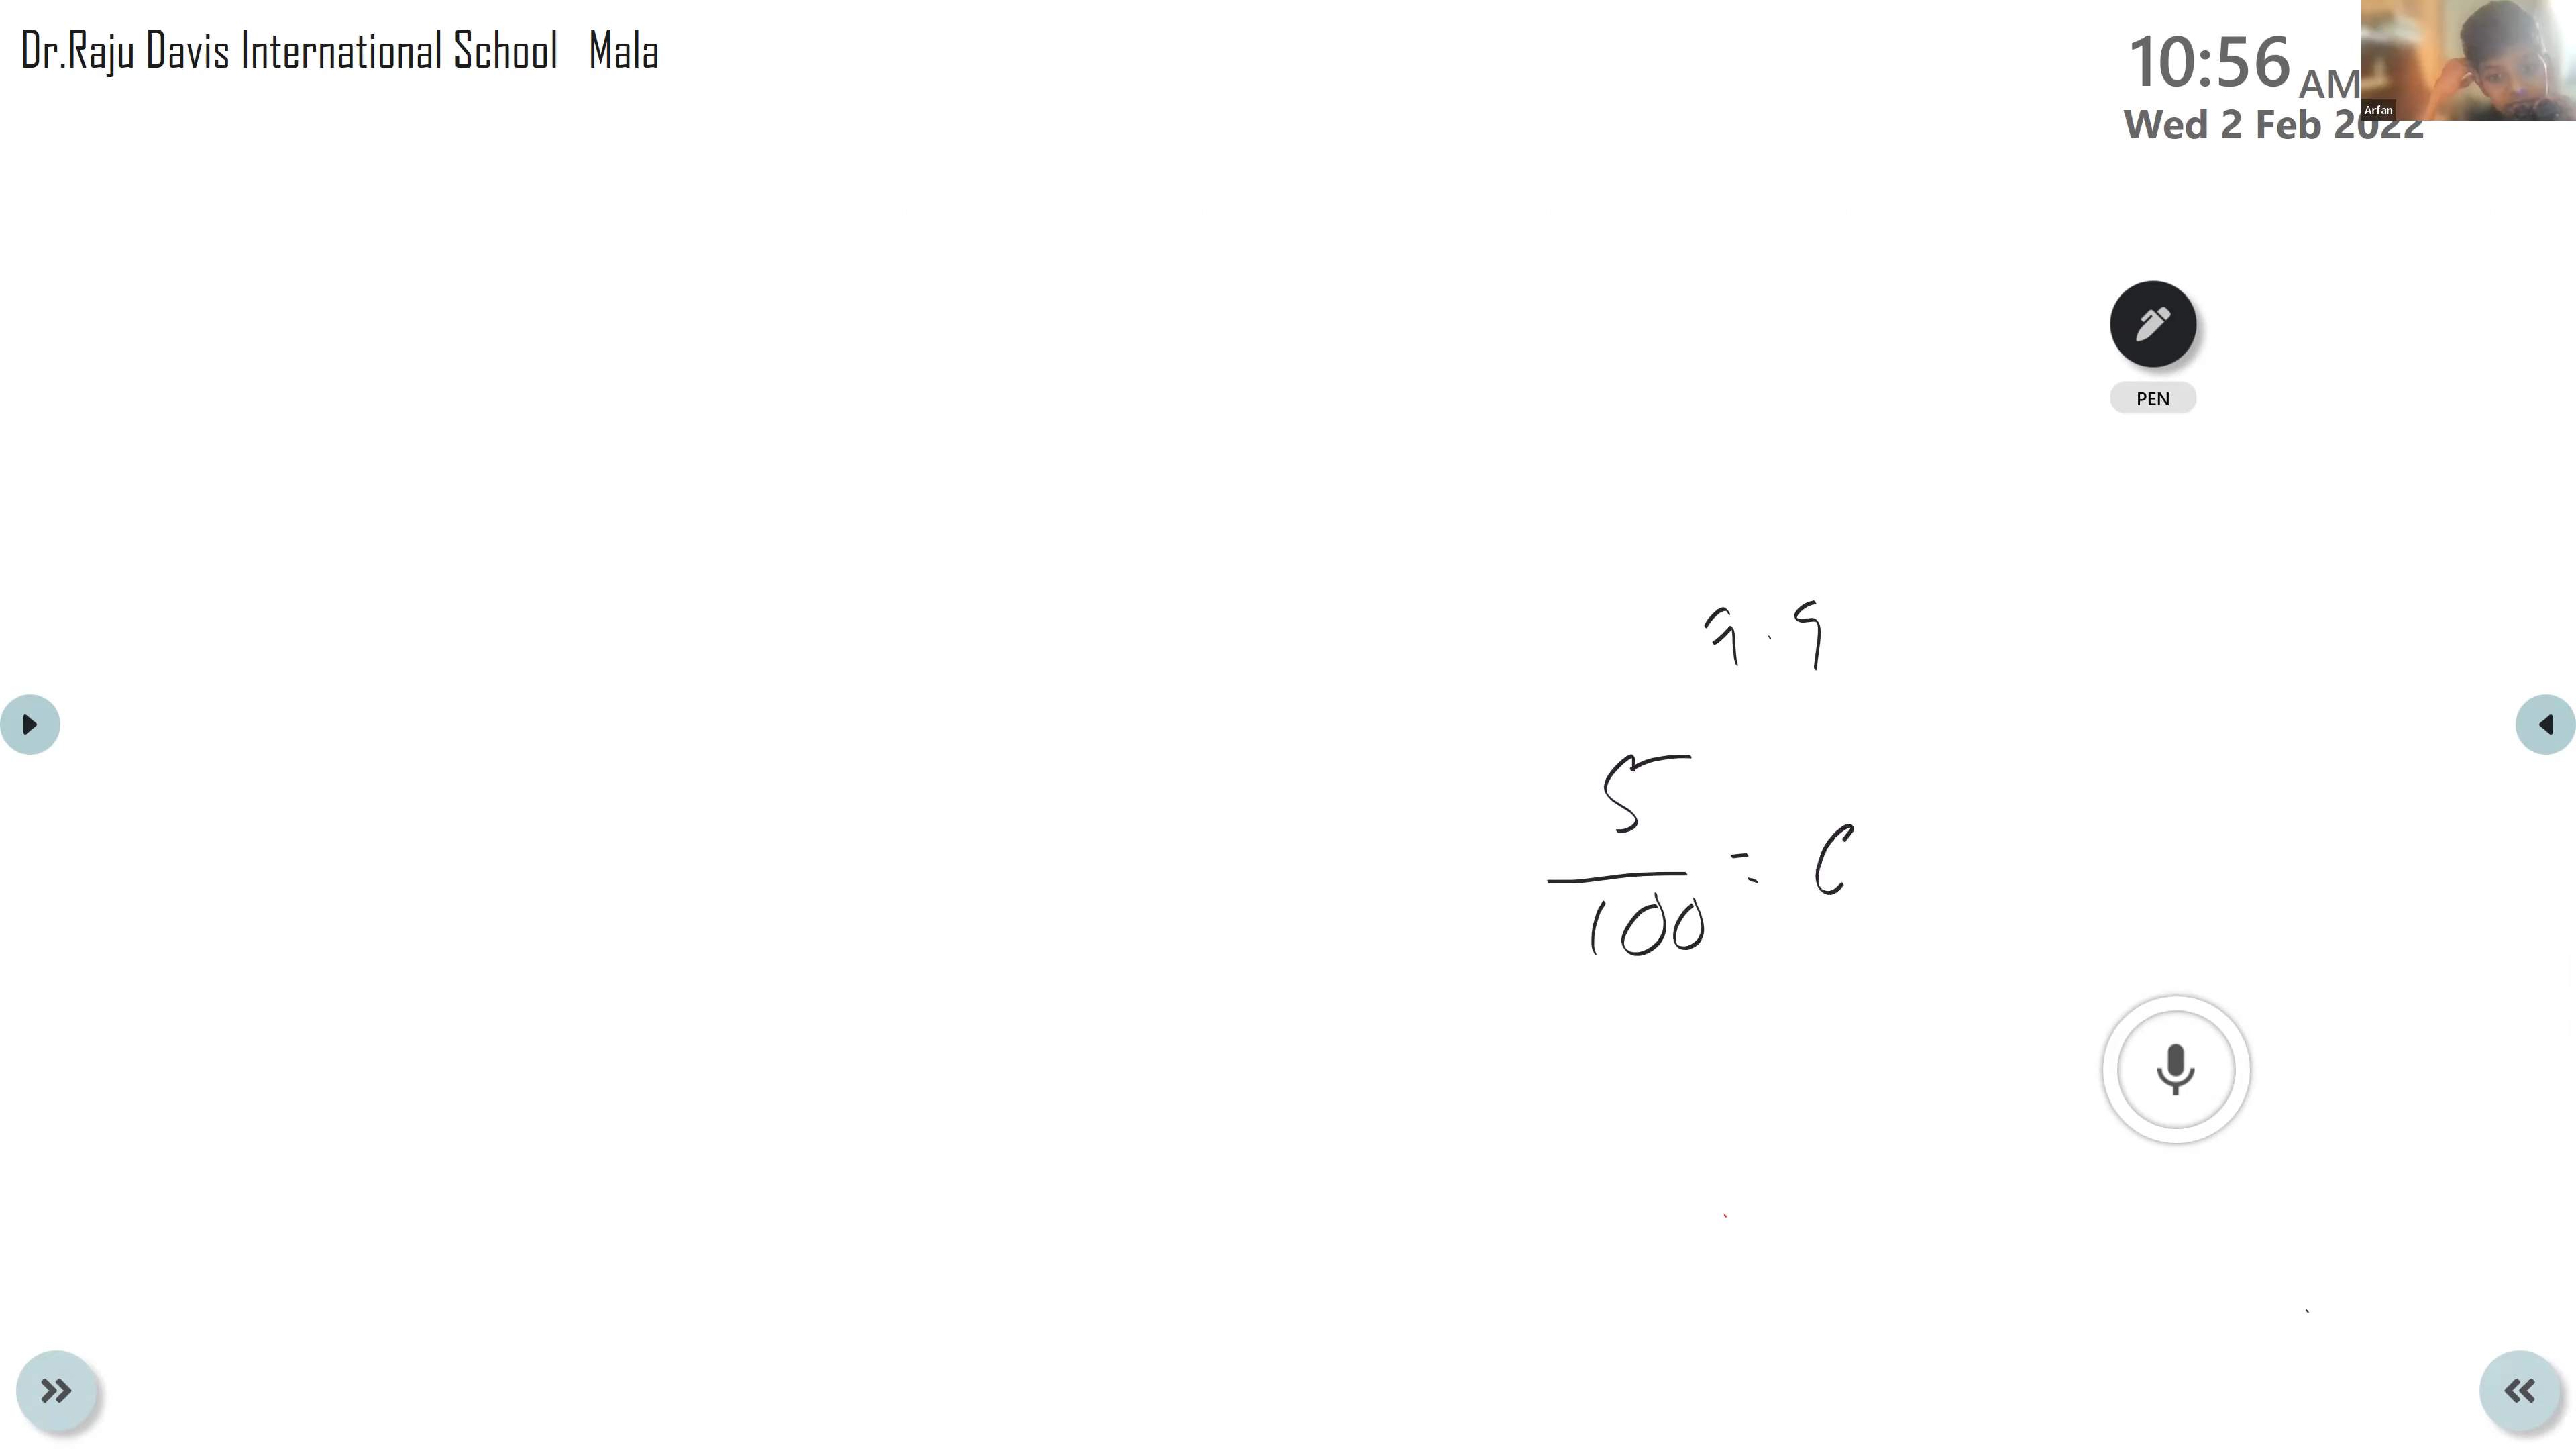 Dr.Raju Davis International School Mala
10:56 AM
Wed 2 Feb 2022
Arfan
PEN
9.9
5
100 = C